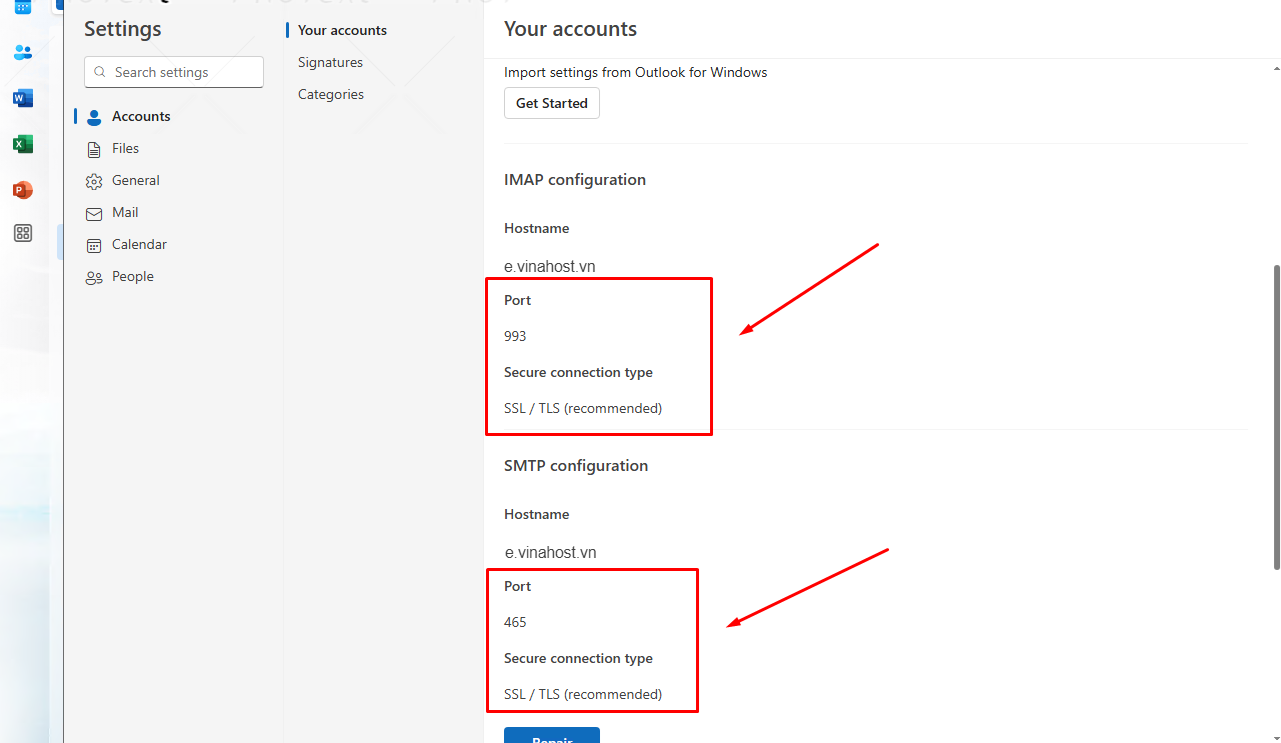 Settings
Search settings
Accounts
Files
General
Mail
Calendar
People
Your accounts
Signatures
Categories
Your accounts
Import settings from Outlook for Windows
Get Started
IMAP configuration
Hostname
e.vinahost.vn
Port
993
Secure connection type
SSL / TLS (recommended)
SMTP configuration
Hostname
e.vinahost.vn
Port
465
Secure connection type
SSL / TLS (recommended)
Repair